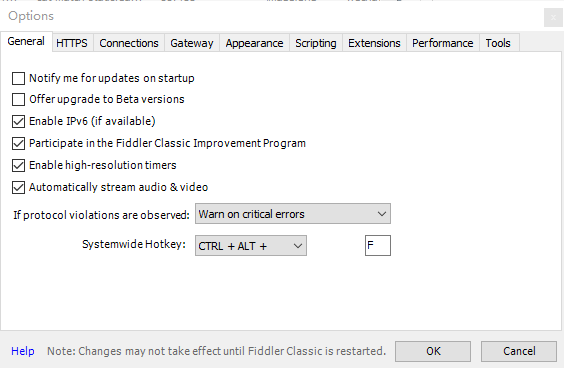 Options
General HTTPS Connections Gateway Appearance Scripting Extensions Performance Tools
Notify me for updates on startup
Offer upgrade to Beta versions
Enable IPv6 (if available)
Participate in the Fiddler Classic Improvement Program
Enable high-resolution timers
Automatically stream audio & video
If protocol violations are observed: Warn on critical errors
Systemwide Hotkey: CTRL + ALT + F
Help Note: Changes may not take effect until Fiddler Classic is restarted. OK Cancel